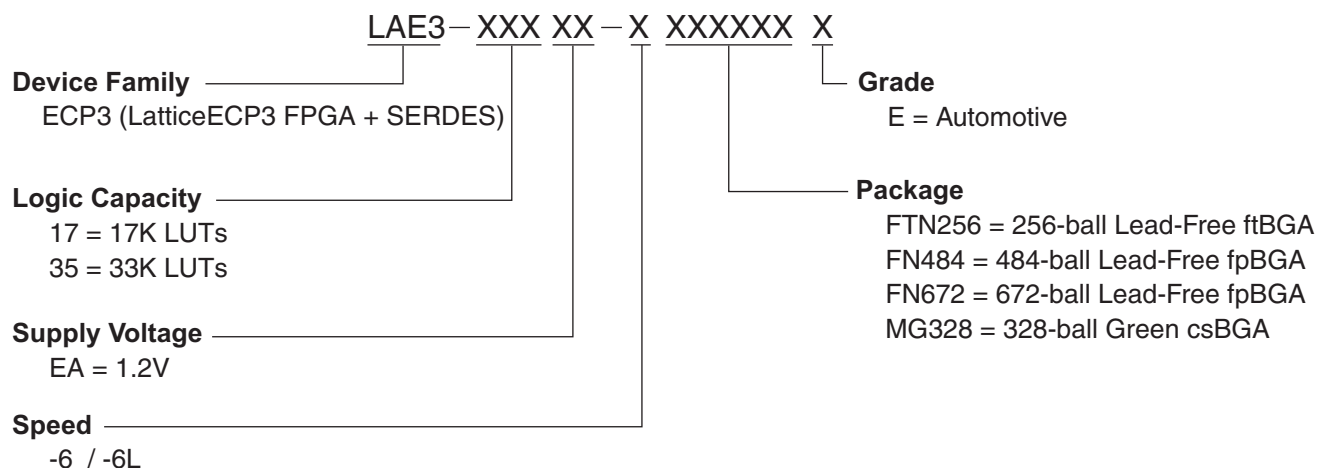 LAE3 – XXX XX – X XXXXXX X
Device Family
ECP3 (LatticeECP3 FPGA + SERDES)
Logic Capacity
17 = 17K LUTs
35 = 33K LUTs
Supply Voltage
EA = 1.2V
Speed
-6 / -6L
Grade
E = Automotive
Package
FTN256 = 256-ball Lead-Free ftBGA
FN484 = 484-ball Lead-Free fpBGA
FN672 = 672-ball Lead-Free fpBGA
MG328 = 328-ball Green csBGA